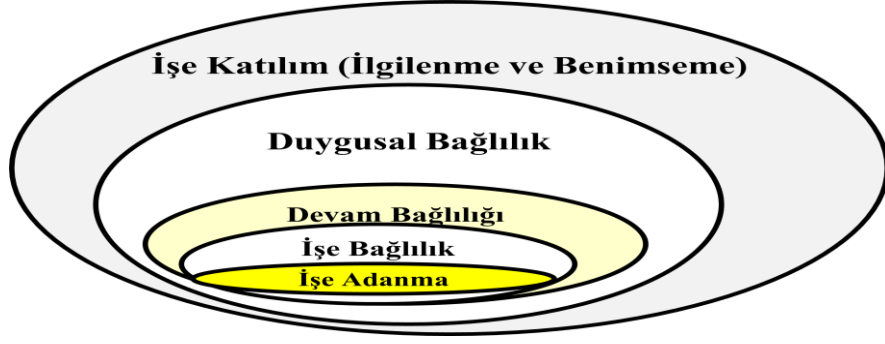 İşe Katılım (İlgilenme ve Benimseme)
Duygusal Bağlılık
Devam Bağlılığı
İşe Bağlılık
İşe Adanma